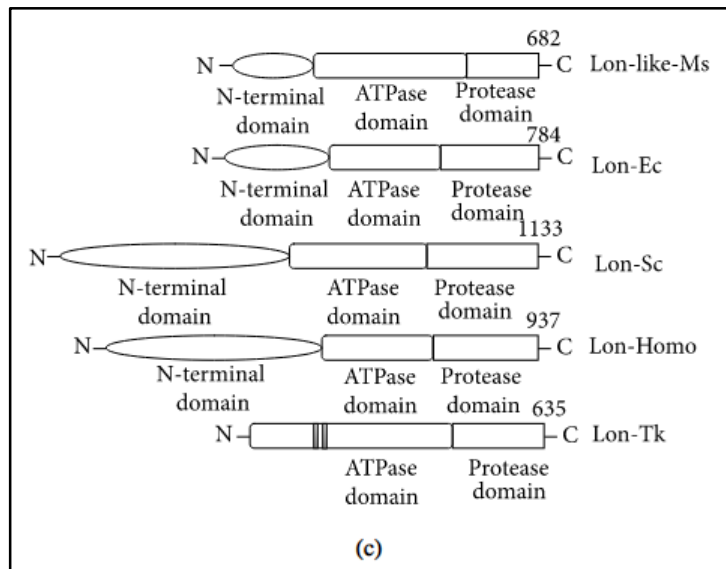 682
N C Lon-like-Ms
N-terminal domain ATPase domain Protease domain
784
N C Lon-Ec
N-terminal domain ATPase domain Protease domain
1133
N C Lon-Sc
N-terminal domain ATPase domain Protease domain
937
N C Lon-Homo
N-terminal domain ATPase domain Protease domain
635
N C Lon-Tk
ATPase domain Protease domain
(c)